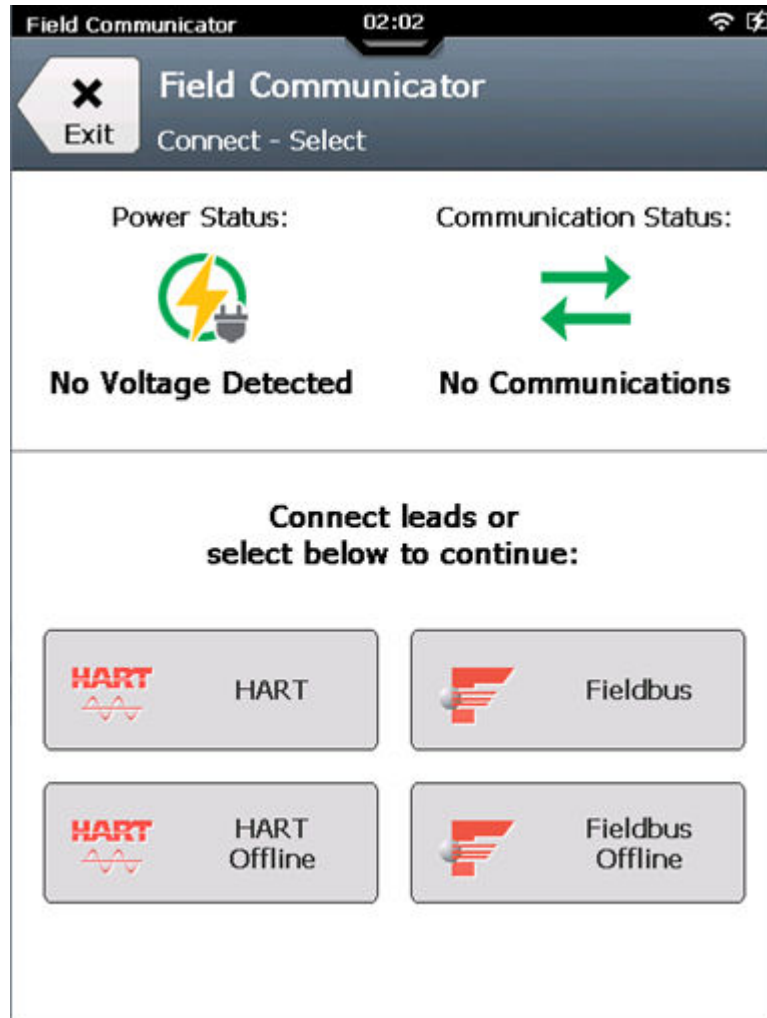 Field Communicator 02:02
Exit
Field Communicator
Connect - Select
Power Status:
Communication Status:
No Voltage Detected
No Communications
Connect leads or
select below to continue:
HART
HART
Fieldbus
HART
HART
Offline
Fieldbus
Offline